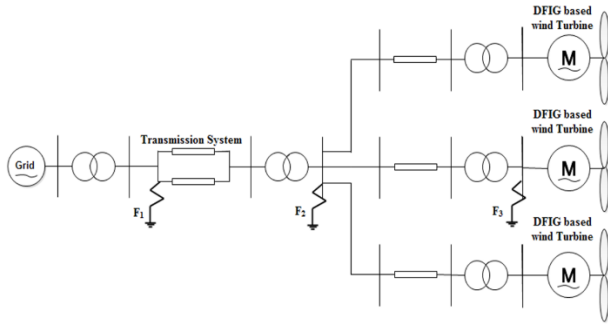 DFIG based
wind Turbine
M
Transmission System
Grid
F1
F2
F3
DFIG based
wind Turbine
M
DFIG based
wind Turbine
M